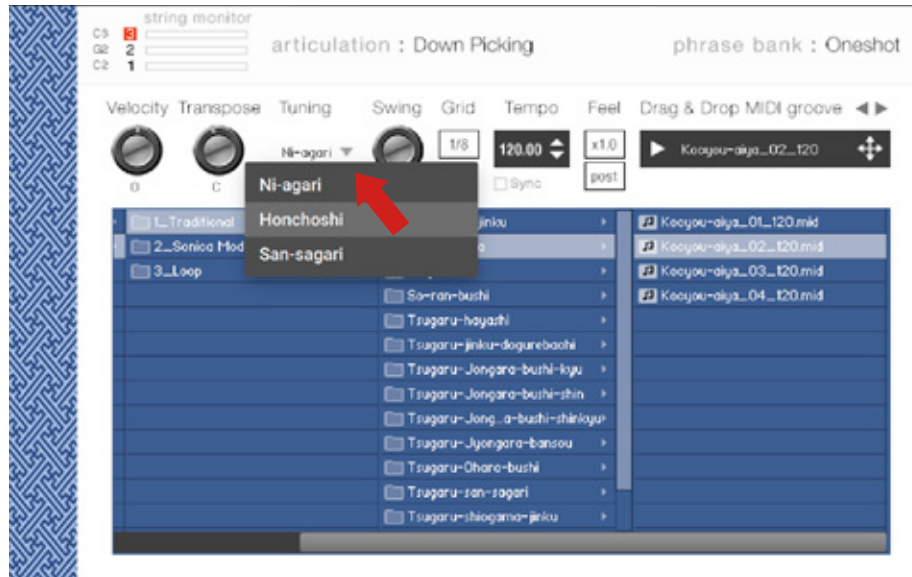 string monitor
C3 3
G2 2
C2 1
articulation : Down Picking
phrase bank : Oneshot
Velocity Transpose Tuning Swing Grid Tempo Feel Drag & Drop MIDI groove
Ni-agari 1/8 120.00 x1.0 Kooyou-aiya_02_120
0 C Sync post
Ni-agari
Honchoshi
San-sagari
1_Traditional
2_Sonica Mod
3_Loop
jinku
So-ran-bushi
Tsugaru-hayashi
Tsugaru-jinku-dogurebachi
Tsugaru-Jongara-bushi-kyu
Tsugaru-Jongara-bushi-shin
Tsugaru-Jong..a-bushi-shinkyu
Tsugaru-Jyongara-bansou
Tsugaru-Ohara-bushi
Tsugaru-san-sagari
Tsugaru-shiogama-jinku
Kooyou-aiya_01_120.mid
Kooyou-aiya_02_120.mid
Kooyou-aiya_03_120.mid
Kooyou-aiya_04_120.mid